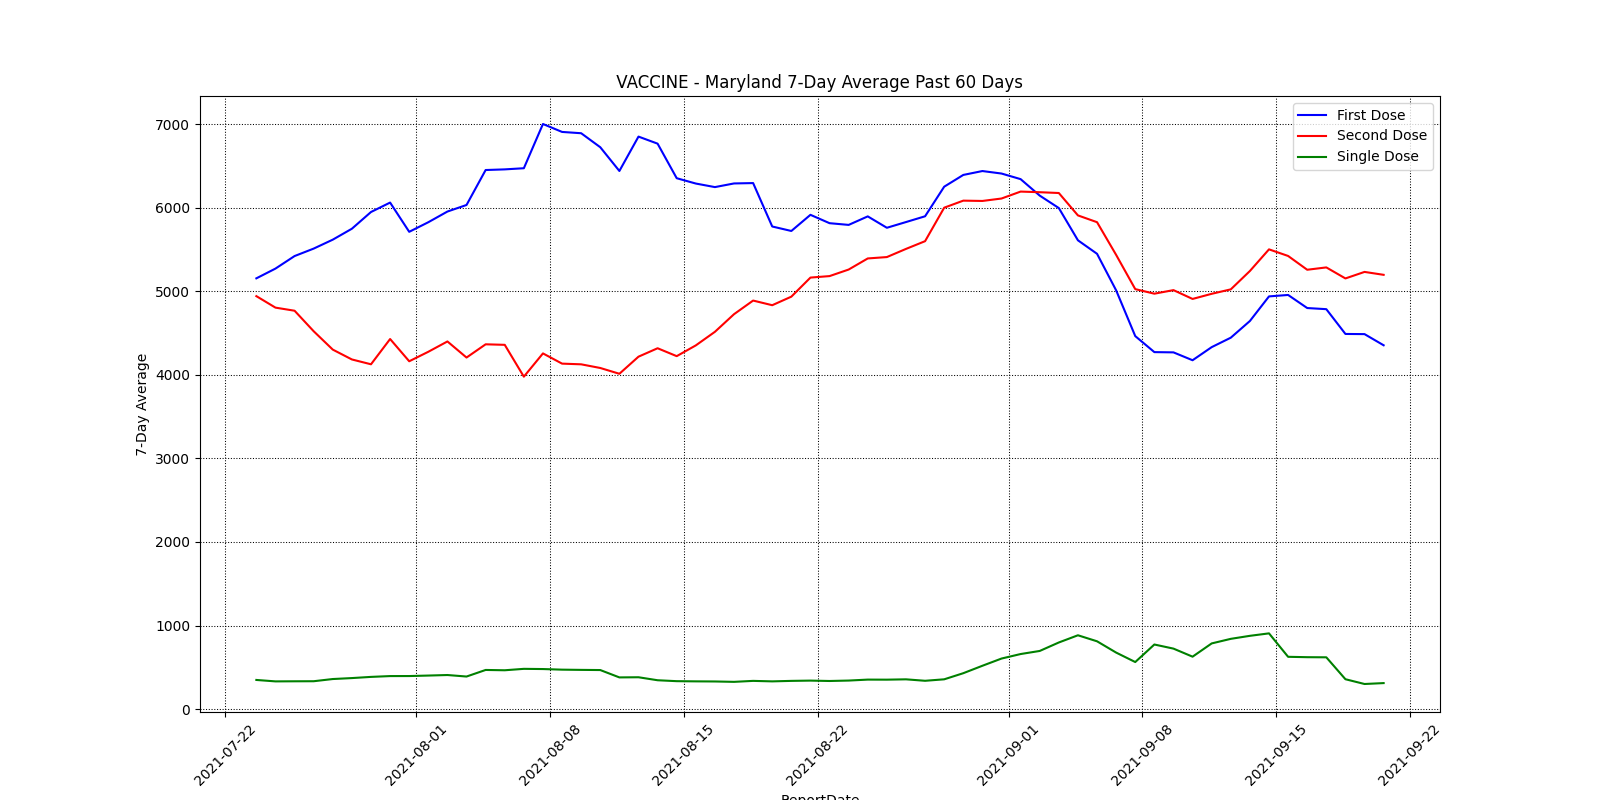 VACCINE - Maryland 7-Day Average Past 60 Days
First Dose
Second Dose
Single Dose
7-Day Average
7000
6000
5000
4000
3000
2000
1000
0
2021-07-22
2021-08-01
2021-08-08
2021-08-15
2021-08-22
2021-09-01
2021-09-08
2021-09-15
2021-09-22
ReportDate